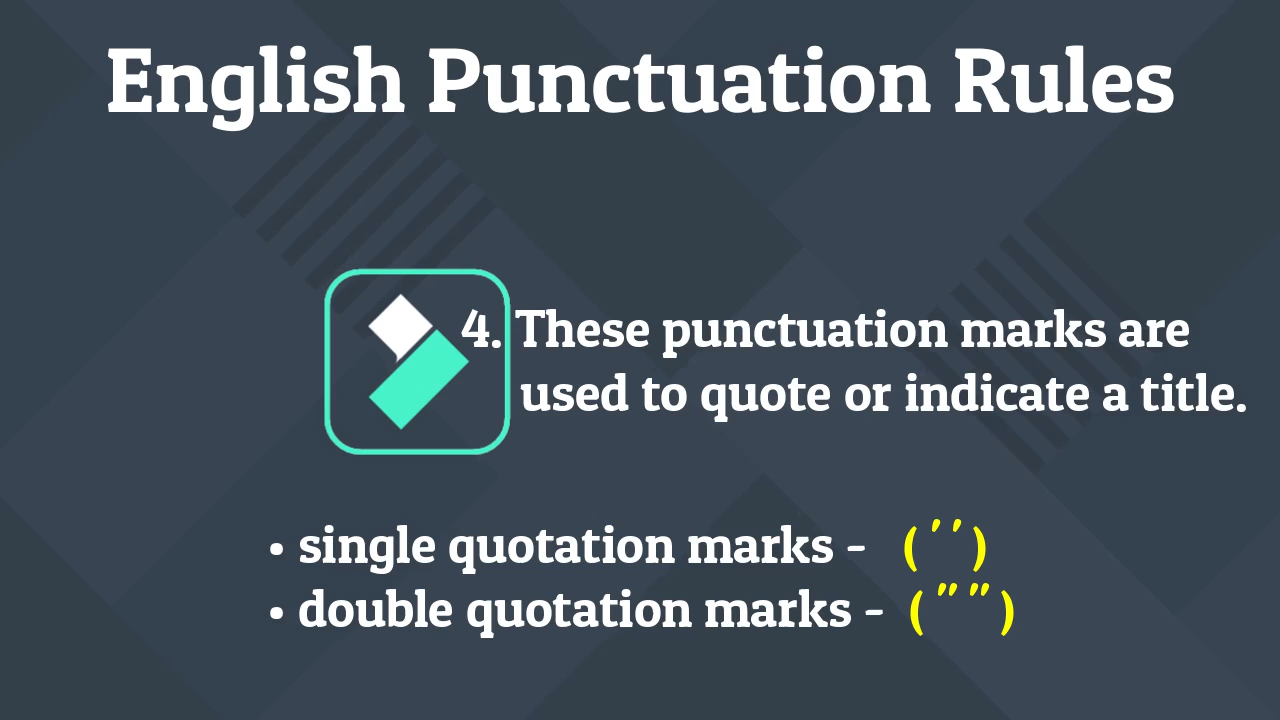 English Punctuation Rules
4. These punctuation marks are
used to quote or indicate a title.
• single quotation marks - ( ' ' )
• double quotation marks - ( " " )